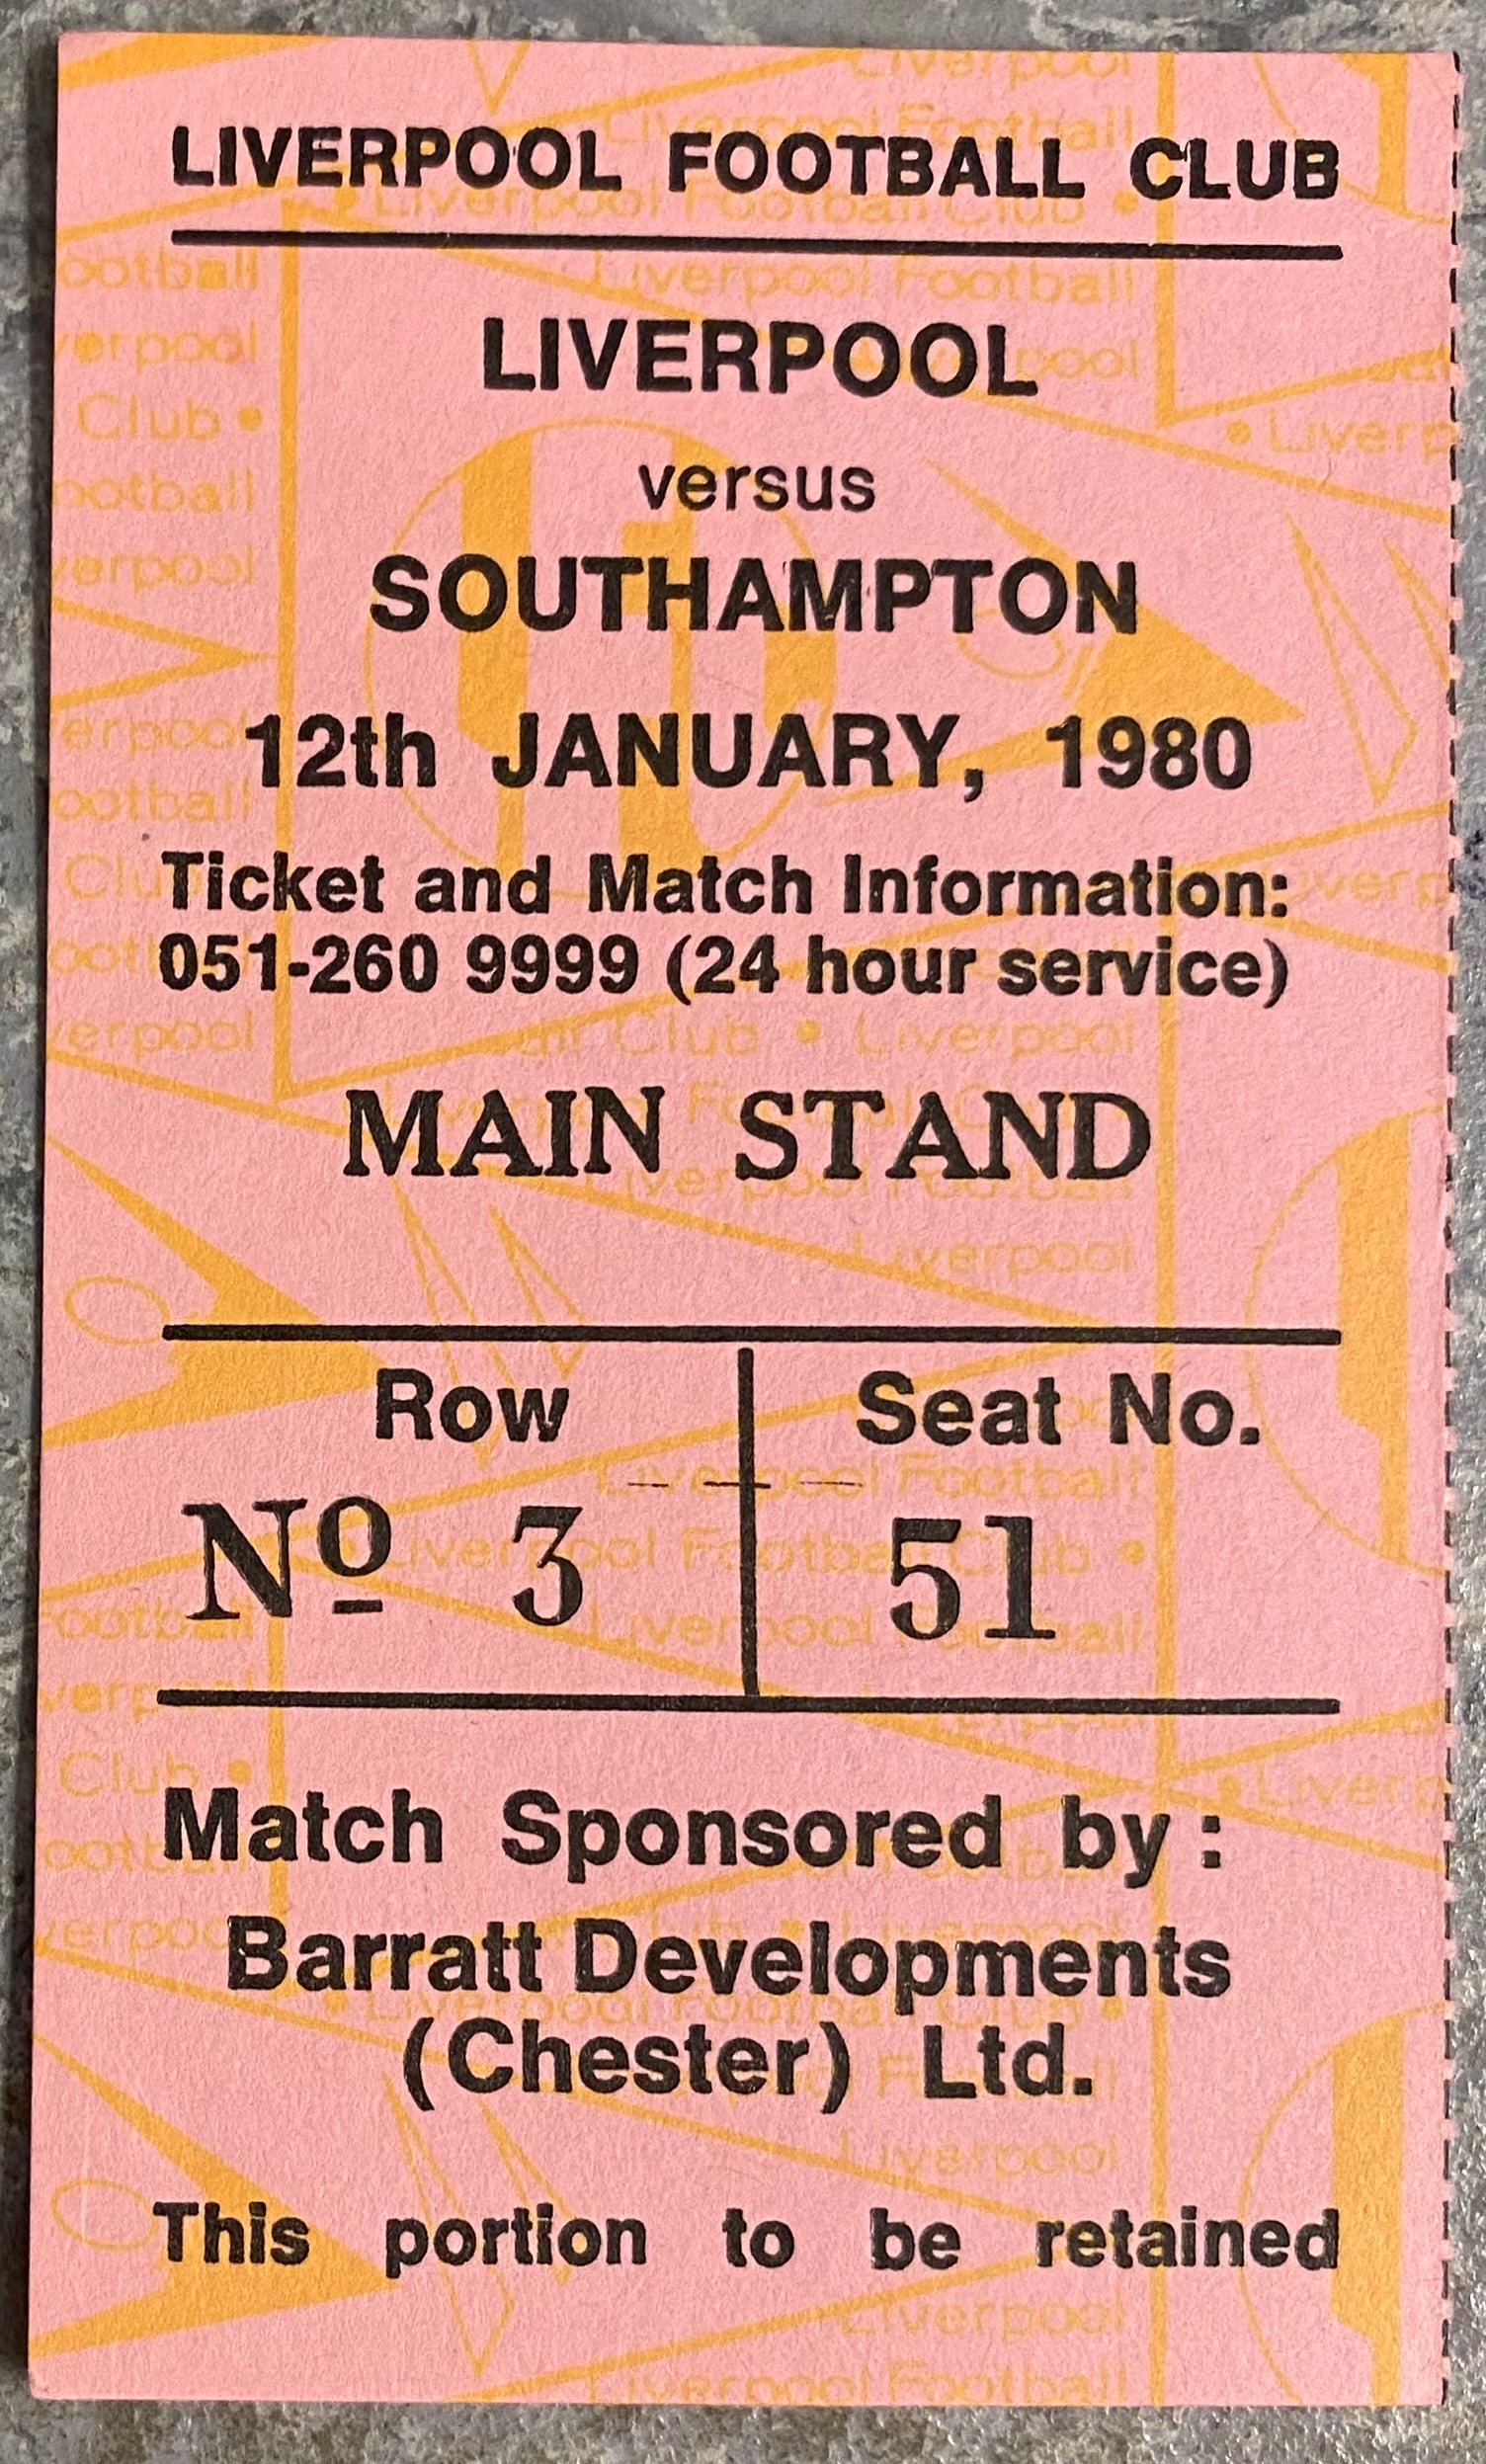 LIVERPOOL FOOTBALL CLUB
LIVERPOOL
versus
SOUTHAMPTON
12th JANUARY, 1980
Ticket and Match Information:
051-260 9999 (24 hour service)
MAIN STAND
Row Seat No.
Nº 3 51
Match Sponsored by :
Barratt Developments
(Chester) Ltd.
This portion to be retained